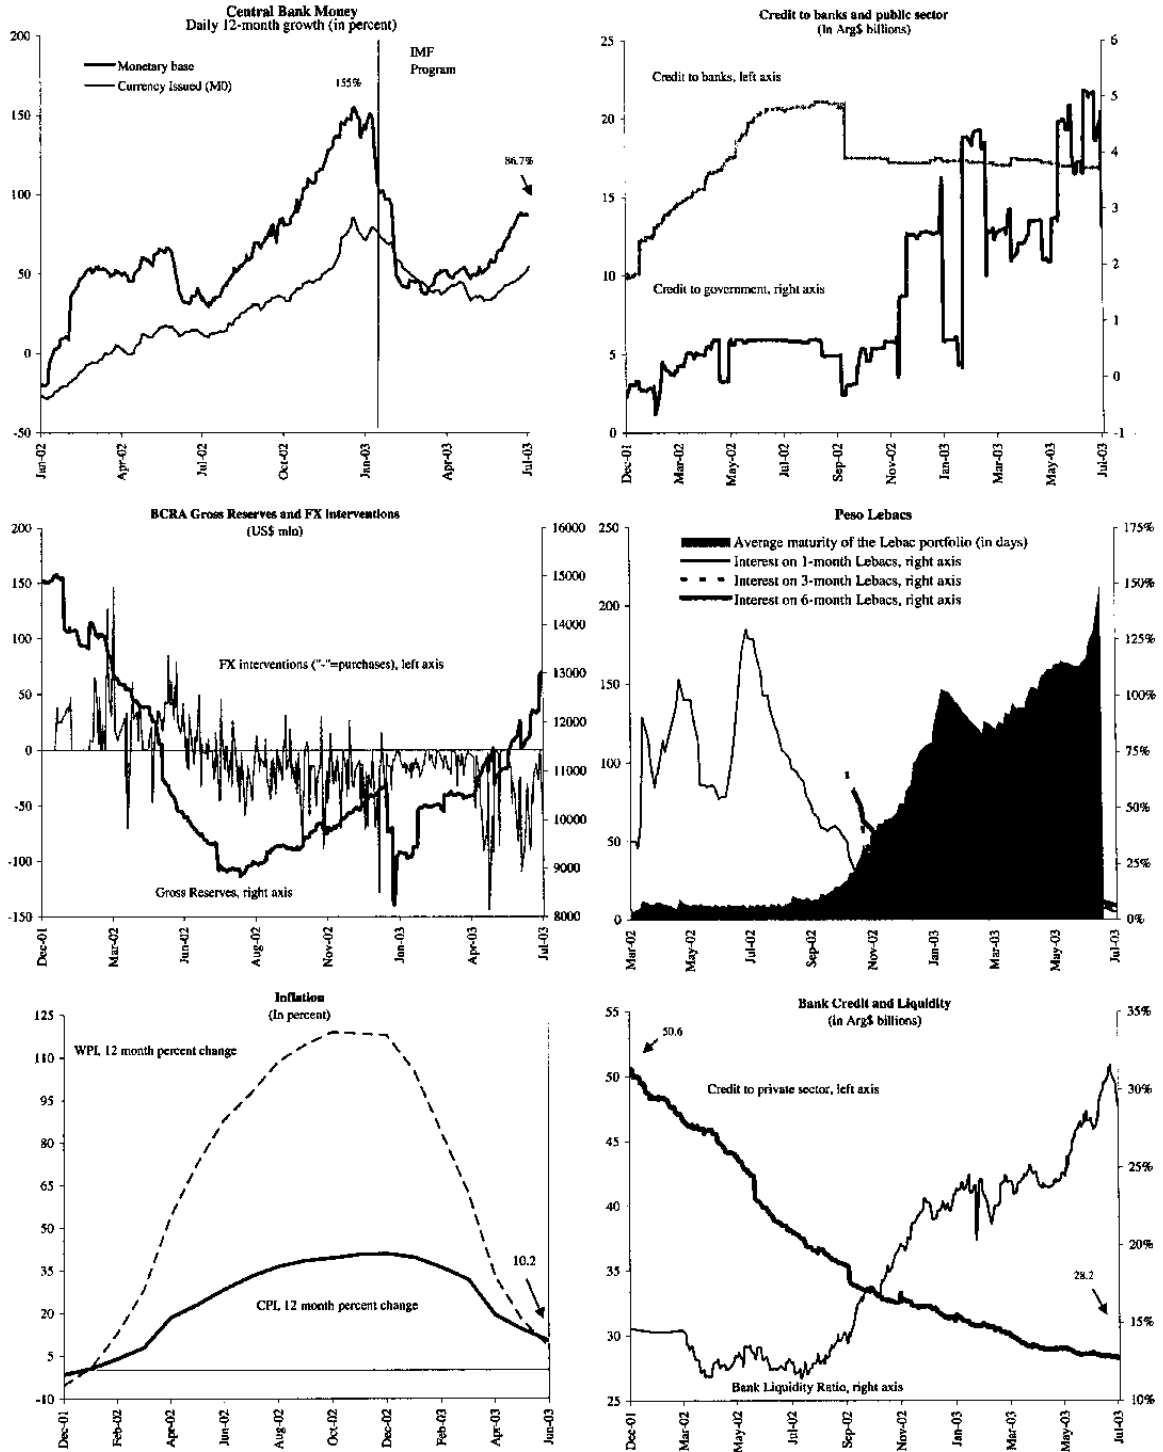 Central Bank Money
Daily 12-month growth (in percent)
200
150
100
50
0
-50
Monetary base
Currency Issued (M0)
155%
IMF
Program
86.7%
Jan-02
Apr-02
Jul-02
Oct-02
Jan-03
Apr-03
Jul-03
Credit to banks and public sector
(In Arg$ billions)
25
20
15
10
5
0
6
5
4
3
2
1
0
-1
Credit to banks, left axis
Credit to government, right axis
Dec-01
Mar-02
May-02
Jul-02
Sep-02
Nov-02
Jan-03
Mar-03
May-03
Jul-03
BCRA Gross Reserves and FX interventions
(US$ mln)
200
150
100
50
0
-50
-100
-150
16000
15000
14000
13000
12000
11000
10000
9000
8000
FX interventions ("-"=purchases), left axis
Gross Reserves, right axis
Dec-01
Mar-02
Jun-02
Aug-02
Nov-02
Jan-03
Apr-03
Jul-03
Peso Lebacs
250
200
150
100
50
0
175%
150%
125%
100%
75%
50%
25%
0%
Average maturity of the Lebac portfolio (in days)
Interest on 1-month Lebacs, right axis
Interest on 3-month Lebacs, right axis
Interest on 6-month Lebacs, right axis
Mar-02
May-02
Jul-02
Sep-02
Nov-02
Jan-03
Mar-03
May-03
Jul-03
Inflation
(In percent)
125
110
95
80
65
50
35
20
5
-10
WPI, 12 month percent change
CPI, 12 month percent change
10.2
Dec-01
Feb-02
Apr-02
Jun-02
Aug-02
Oct-02
Dec-02
Feb-03
Apr-03
Jun-03
Bank Credit and Liquidity
(in Arg$ billions)
55
50
45
40
35
30
25
35%
30%
25%
20%
15%
10%
50.6
Credit to private sector, left axis
28.2
Bank Liquidity Ratio, right axis
Dec-01
Mar-02
May-02
Jul-02
Sep-02
Nov-02
Jan-03
Mar-03
May-03
Jul-03